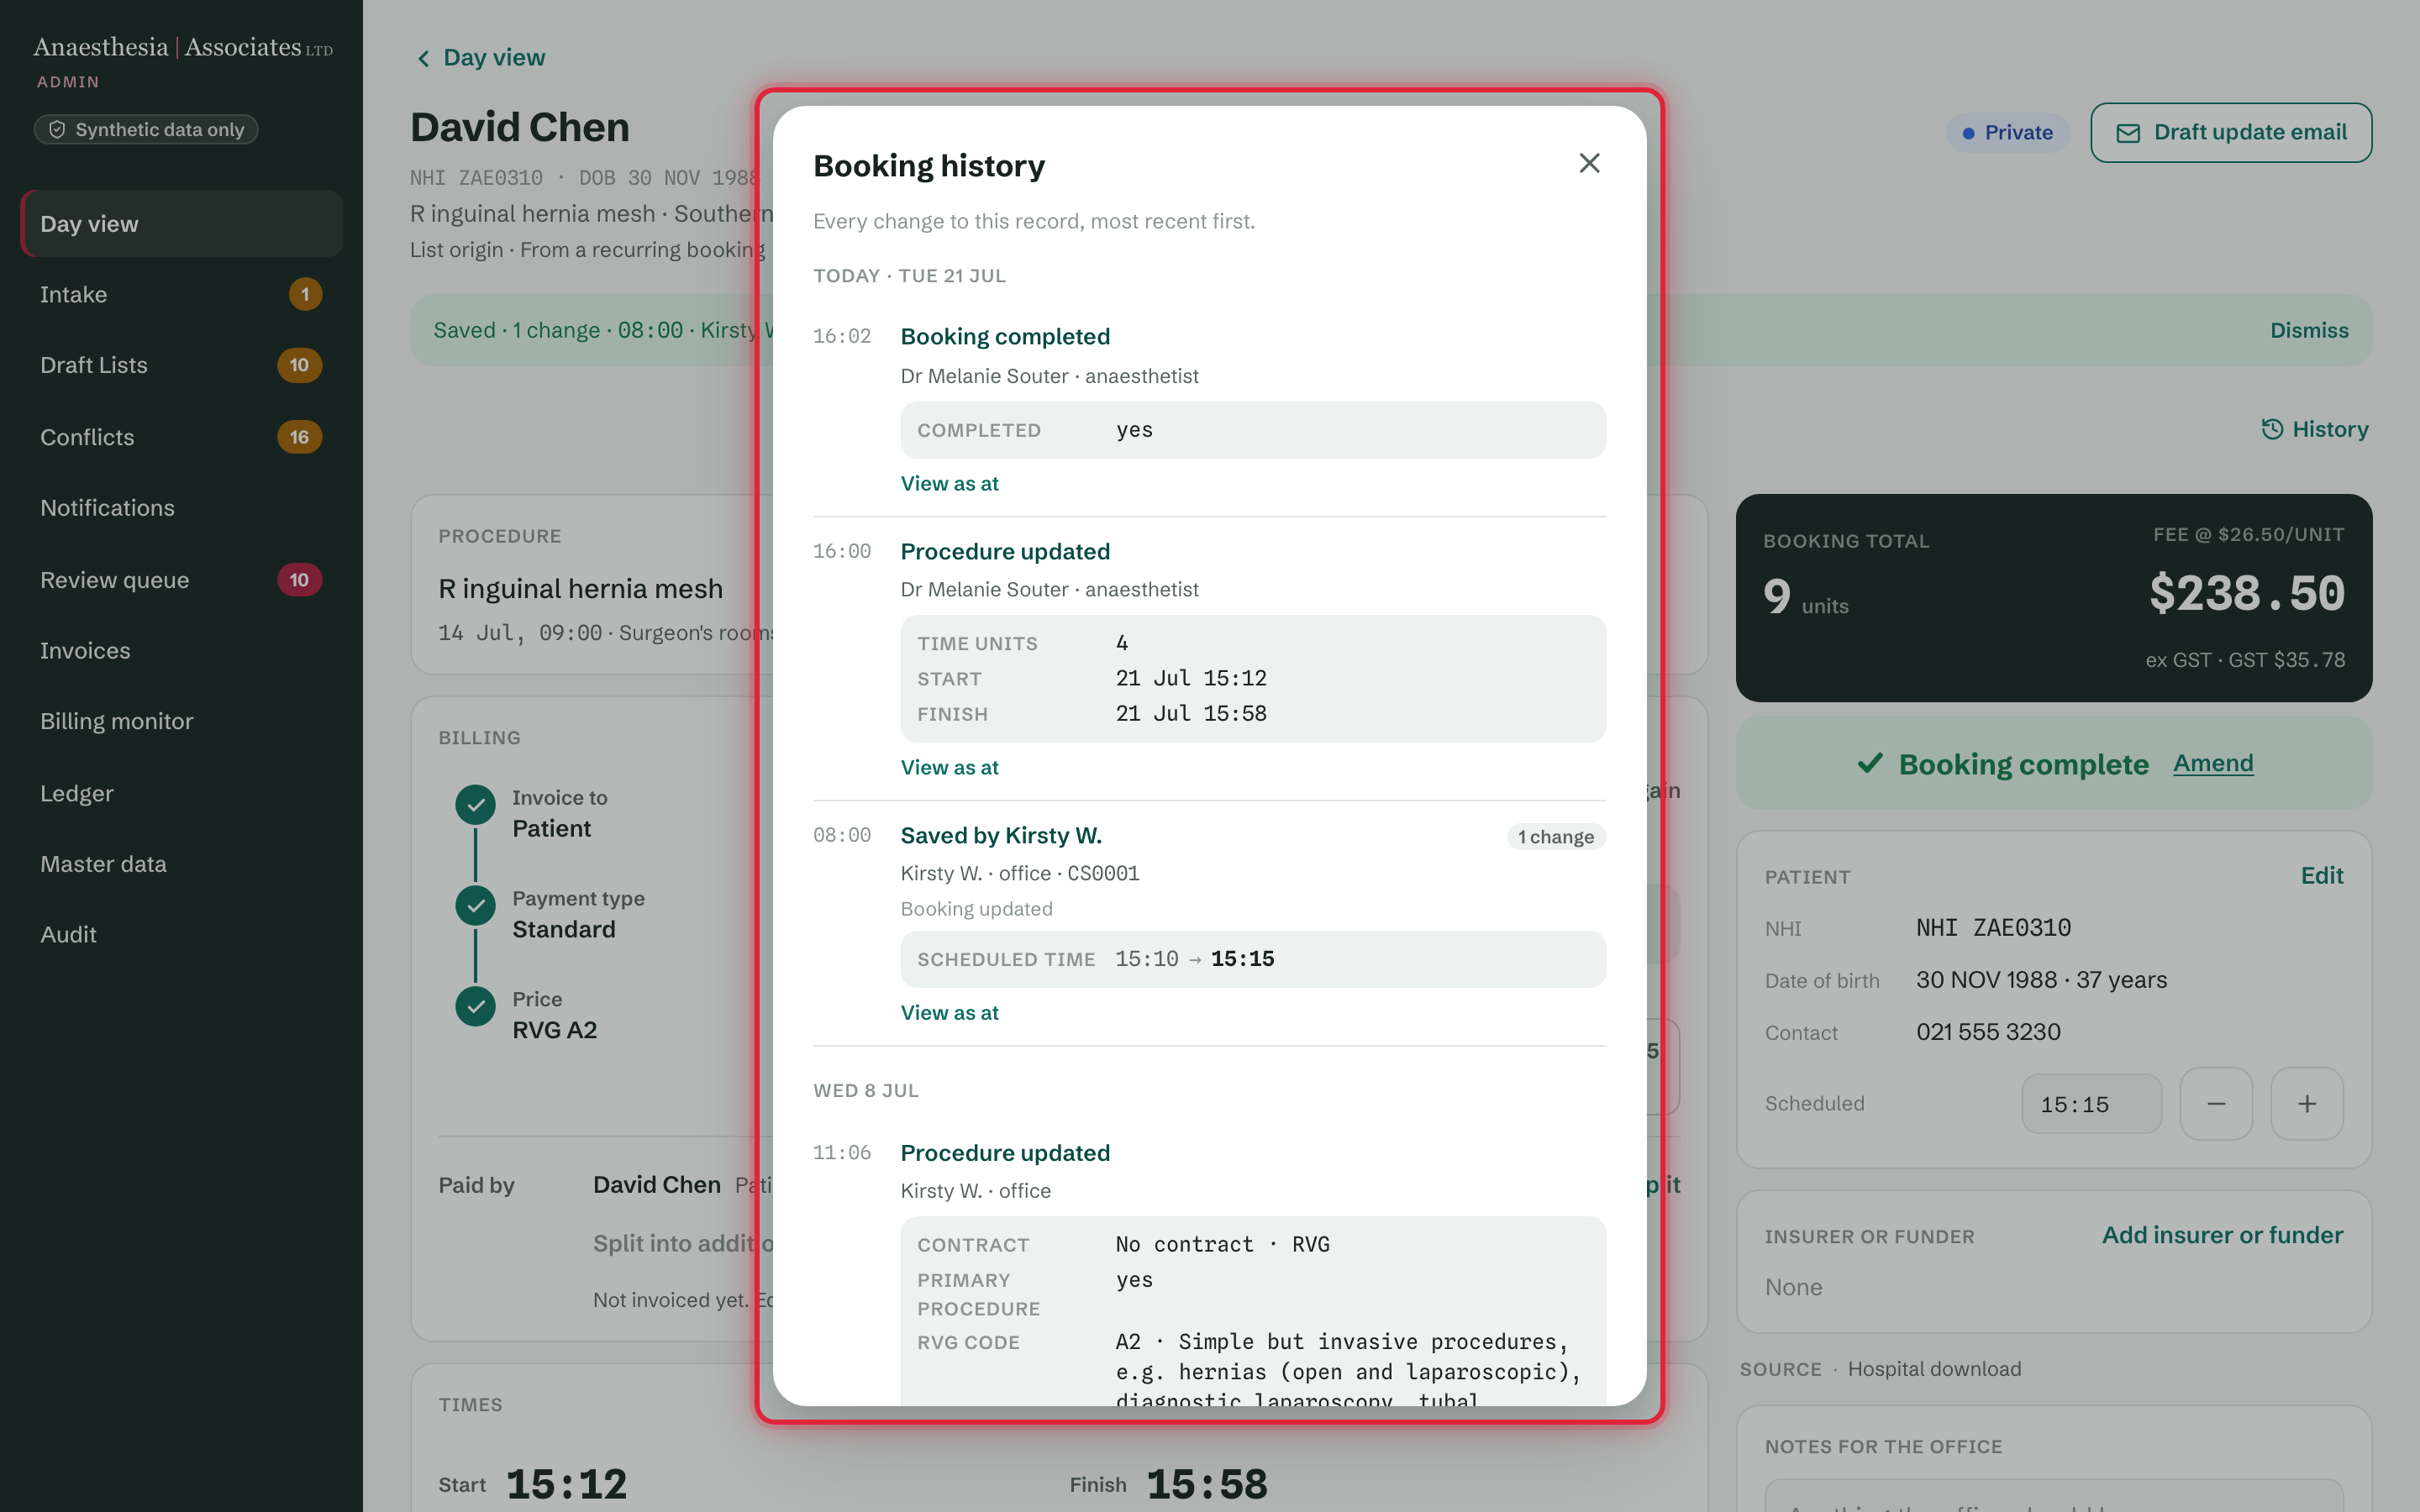 Anaesthesia | Associates LTD
ADMIN
Synthetic data only
Day view
Intake 1
Draft Lists 10
Conflicts 16
Notifications
Review queue 10
Invoices
Billing monitor
Ledger
Master data
Audit
Day view
David Chen
NHI ZAE0310 · DOB 30 NOV 1988
R inguinal hernia mesh · Southern
List origin · From a recurring booking
Private
Draft update email
Saved · 1 change · 08:00 · Kirsty W
Dismiss
History
PROCEDURE
R inguinal hernia mesh
14 Jul, 09:00 · Surgeon's rooms
BILLING
Invoice to
Patient
Payment type
Standard
Price
RVG A2
Paid by David Chen
Not invoiced yet.
TIMES
Start 15:12 Finish 15:58
Booking history
Every change to this record, most recent first.
TODAY · TUE 21 JUL
16:02 Booking completed
Dr Melanie Souter · anaesthetist
COMPLETED yes
View as at
16:00 Procedure updated
Dr Melanie Souter · anaesthetist
TIME UNITS 4
START 21 Jul 15:12
FINISH 21 Jul 15:58
View as at
08:00 Saved by Kirsty W. 1 change
Kirsty W. · office · CS0001
Booking updated
SCHEDULED TIME 15:10 → 15:15
View as at
WED 8 JUL
11:06 Procedure updated
Kirsty W. · office
CONTRACT No contract · RVG
PRIMARY PROCEDURE yes
RVG CODE A2 · Simple but invasive procedures,
e.g. hernias (open and laparoscopic),
diagnostic laparoscopy, tubal
BOOKING TOTAL
FEE @ $26.50/UNIT
9 units
$238.50
ex GST · GST $35.78
Booking complete Amend
PATIENT Edit
NHI NHI ZAE0310
Date of birth 30 NOV 1988 · 37 years
Contact 021 555 3230
Scheduled 15:15 − +
INSURER OR FUNDER Add insurer or funder
None
SOURCE · Hospital download
NOTES FOR THE OFFICE